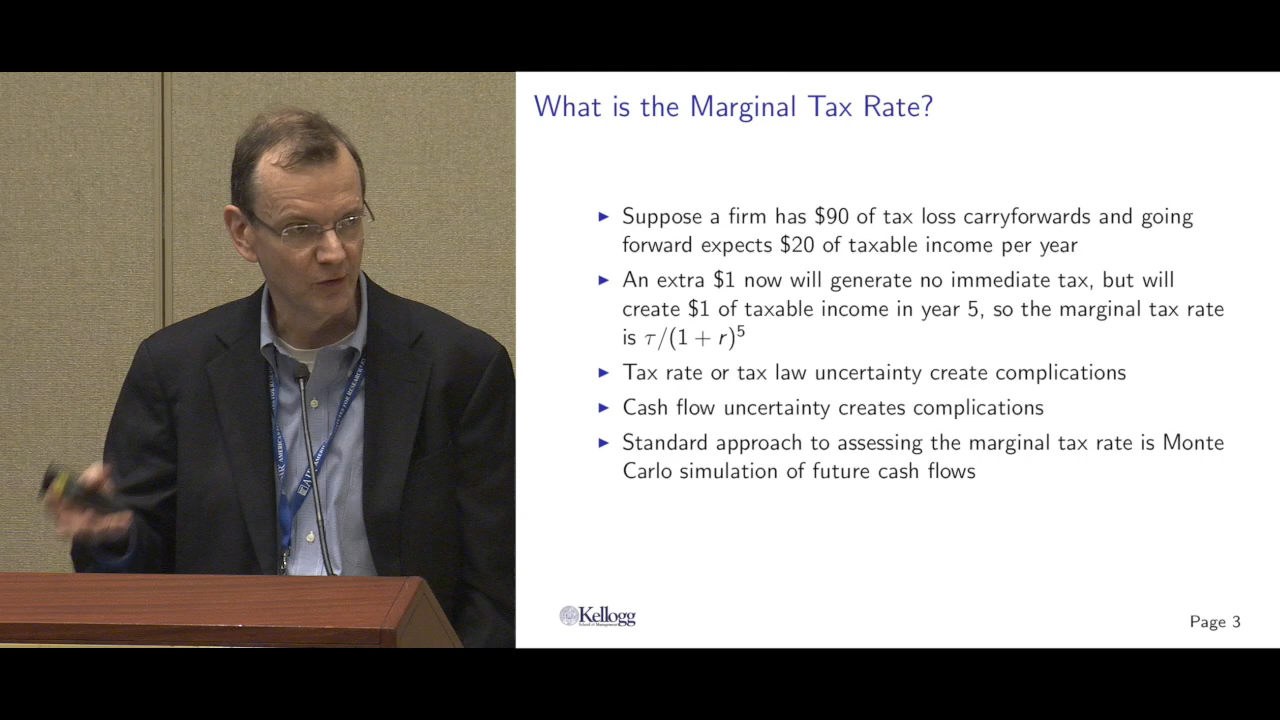 What is the Marginal Tax Rate?
▶ Suppose a firm has $90 of tax loss carryforwards and going
forward expects $20 of taxable income per year
▶ An extra $1 now will generate no immediate tax, but will
create $1 of taxable income in year 5, so the marginal tax rate
is τ/(1 + r)⁵
▶ Tax rate or tax law uncertainty create complications
▶ Cash flow uncertainty creates complications
▶ Standard approach to assessing the marginal tax rate is Monte
Carlo simulation of future cash flows
Kellogg
School of Management
Page 3